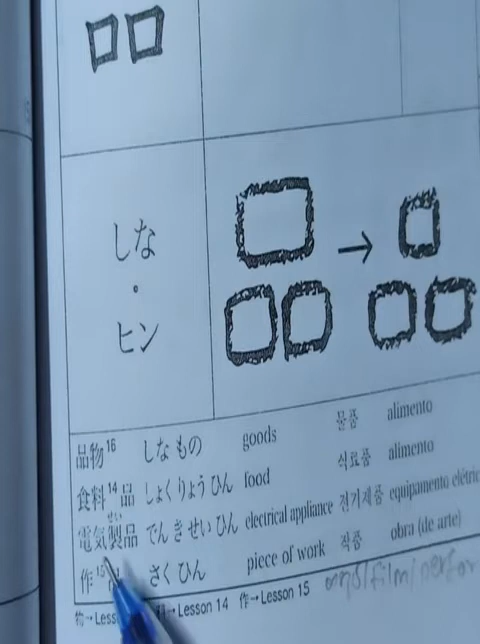 しな
・
ヒン
品物16 しなもの goods 물품 alimento
食料14品 しょくりょうひん food 식료품 alimento
せい
電気製品 でんきせいひん electrical appliance 전기제품 equipamento elétric
作15品 さくひん piece of work 작품 obra (de arte)
物→Less 料→Lesson 14 作→Lesson 15